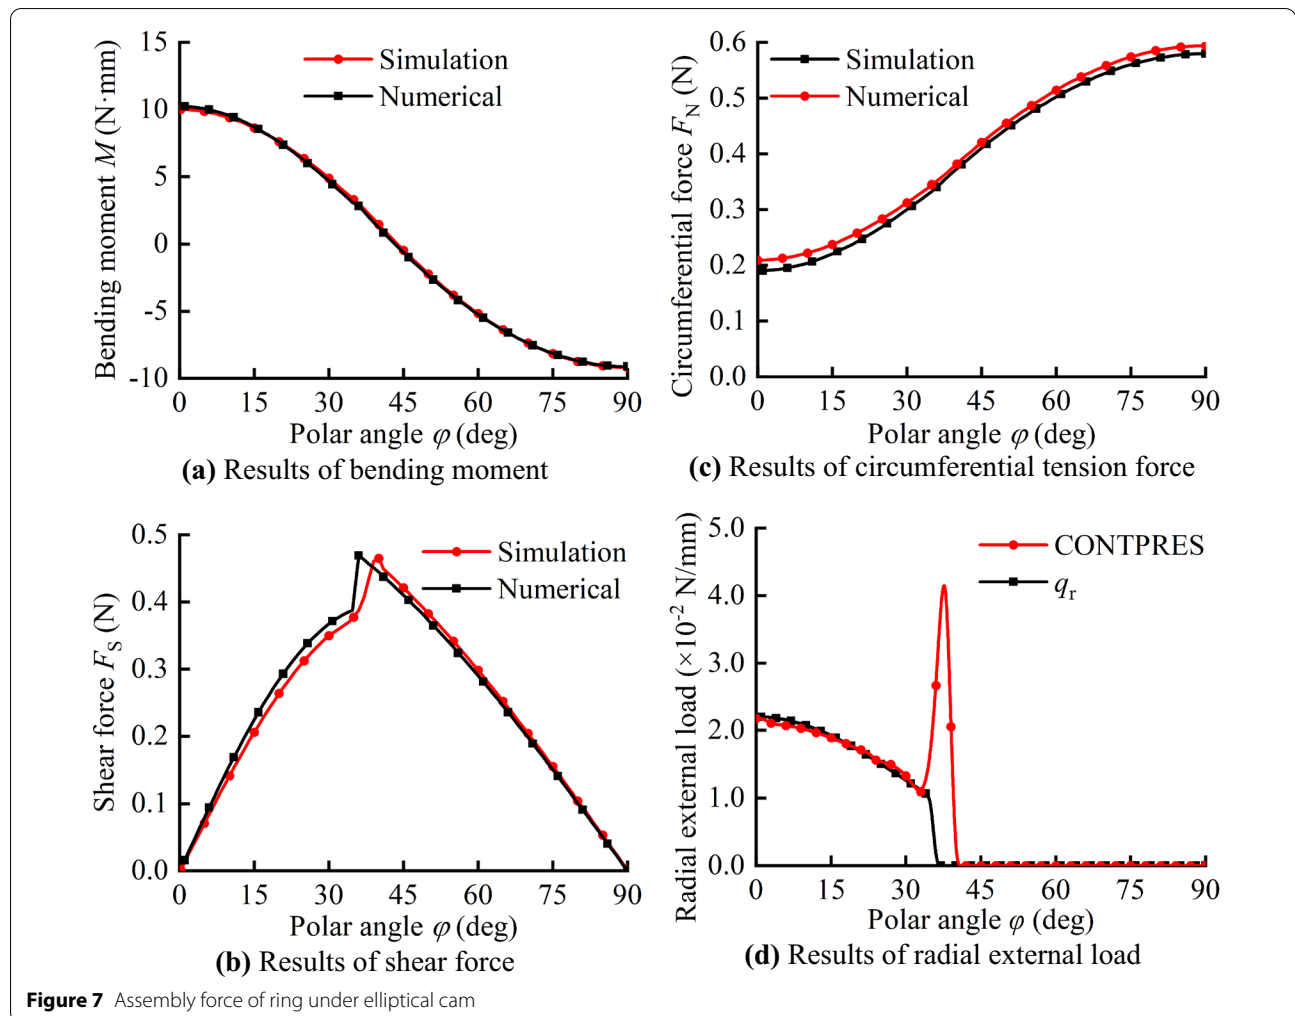 15
10
5
0
-5
-10
Bending moment M (N·mm)
Simulation
Numerical
0 15 30 45 60 75 90
Polar angle φ (deg)
(a) Results of bending moment
0.6
0.5
0.4
0.3
0.2
0.1
0.0
Circumferential force F_N (N)
Simulation
Numerical
0 15 30 45 60 75 90
Polar angle φ (deg)
(c) Results of circumferential tension force
0.5
0.4
0.3
0.2
0.1
0.0
Shear force F_S (N)
Simulation
Numerical
0 15 30 45 60 75 90
Polar angle φ (deg)
(b) Results of shear force
5.0
4.0
3.0
2.0
1.0
0.0
Radial external load (×10⁻² N/mm)
CONTPRES
q_r
0 15 30 45 60 75 90
Polar angle φ (deg)
(d) Results of radial external load
Figure 7 Assembly force of ring under elliptical cam